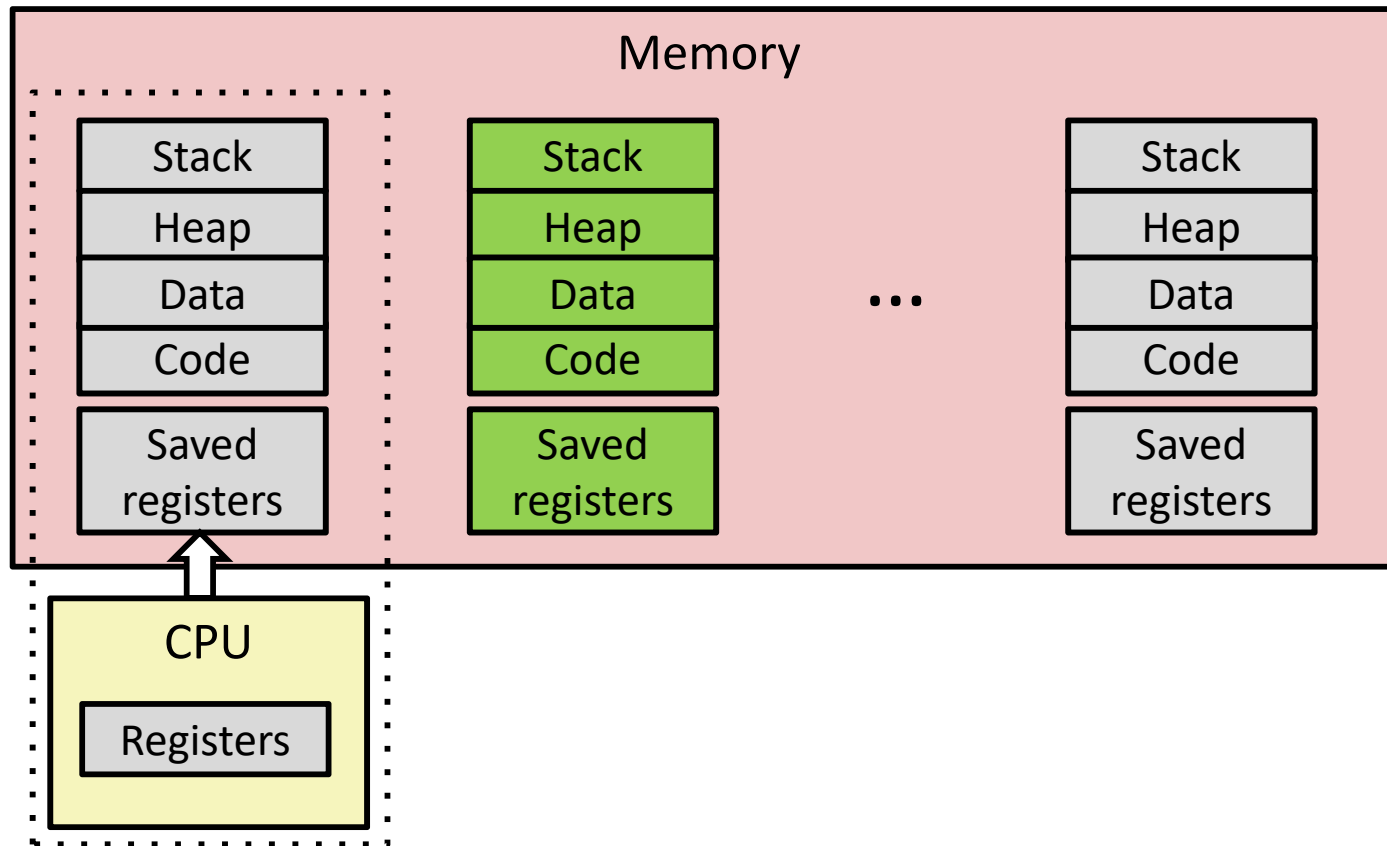 Memory
Stack
Heap
Data
Code
Saved
registers
Stack
Heap
Data
Code
Saved
registers
...
Stack
Heap
Data
Code
Saved
registers
CPU
Registers